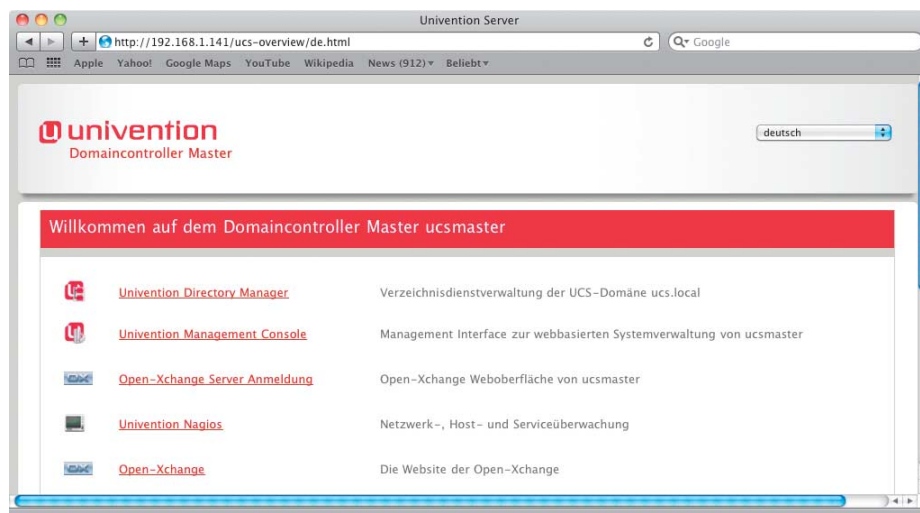 Univention Server
http://192.168.1.141/ucs-overview/de.html
Google
Apple Yahoo! Google Maps YouTube Wikipedia News (912) Beliebt
univention
Domaincontroller Master
deutsch
Willkommen auf dem Domaincontroller Master ucsmaster
Univention Directory Manager Verzeichnisdienstverwaltung der UCS-Domäne ucs.local
Univention Management Console Management Interface zur webbasierten Systemverwaltung von ucsmaster
Open-Xchange Server Anmeldung Open-Xchange Weboberfläche von ucsmaster
Univention Nagios Netzwerk-, Host- und Serviceüberwachung
Open-Xchange Die Website der Open-Xchange